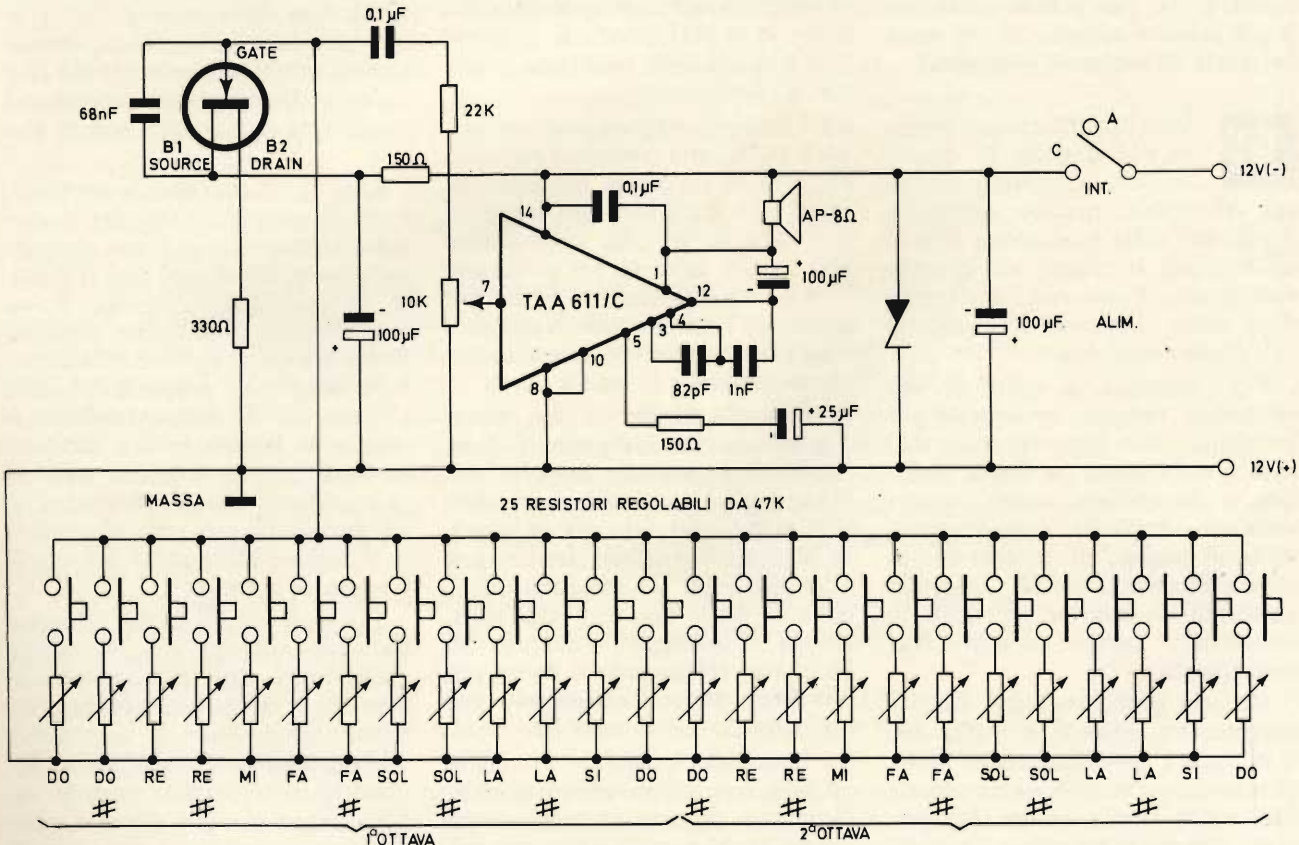 0,1 µF
GATE
68nF
B1
SOURCE
B2
DRAIN
22K
150Ω
A
C
INT.
12V(-)
0,1µF
14
AP-8Ω
1
+
100µF
-
12
7
TAA 611/C
10K
4
3
5
10
8
330Ω
-
100µF
+
82pF
1nF
-
100µF.
+
ALIM.
150Ω
+ 25µF
12V(+)
MASSA
25 RESISTORI REGOLABILI DA 47K
DO DO RE RE MI FA FA SOL SOL LA LA SI DO DO RE RE MI FA FA SOL SOL LA LA SI DO
# # # # # # # # # #
1ª OTTAVA 2ª OTTAVA